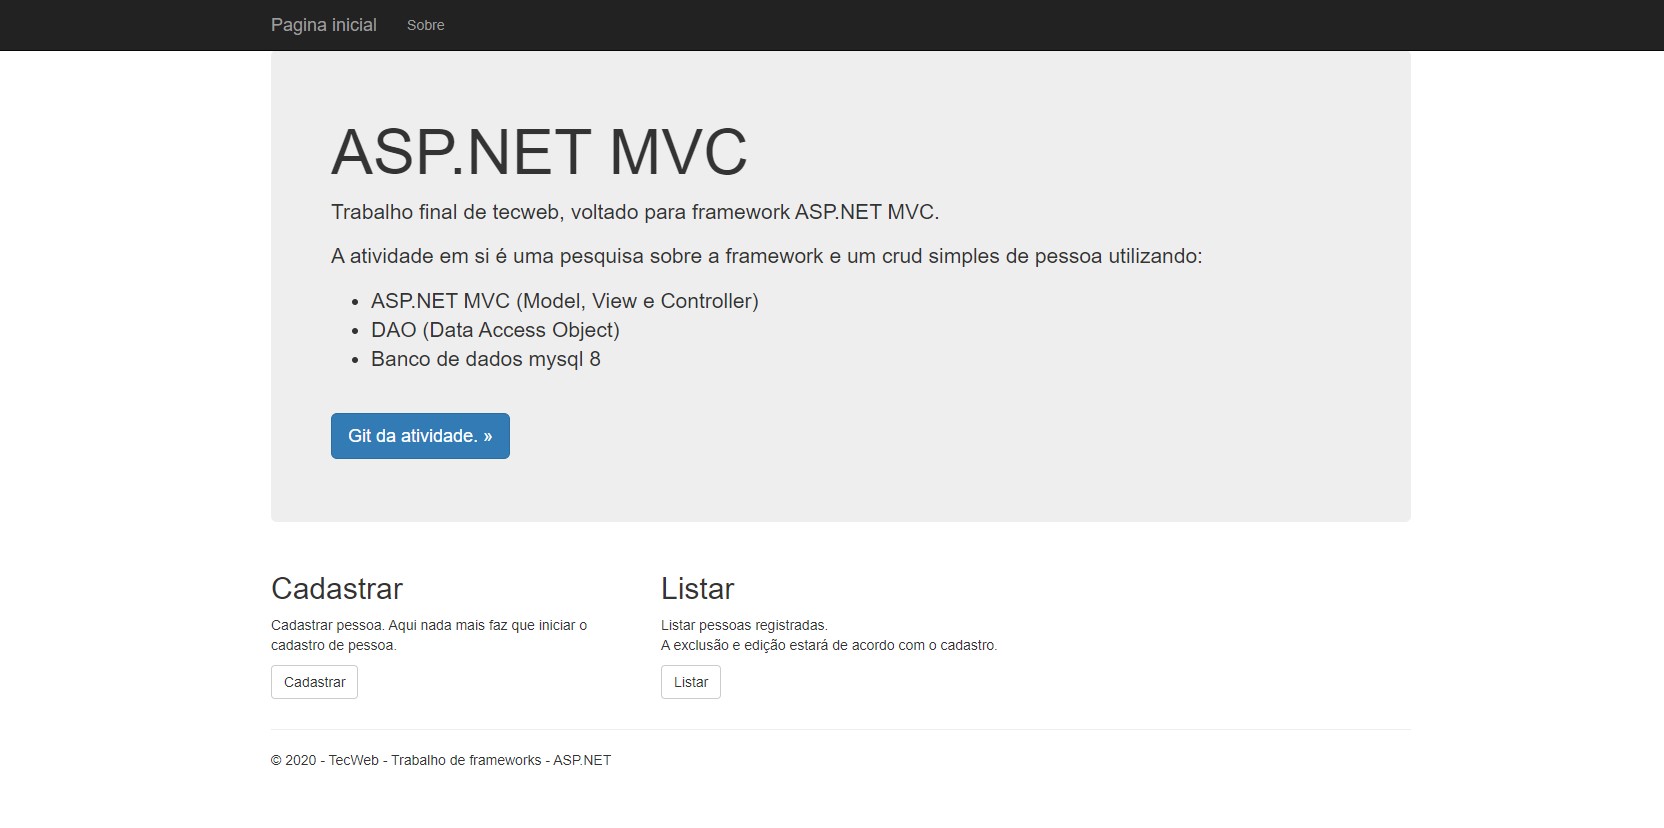 Pagina inicial Sobre
ASP.NET MVC
Trabalho final de tecweb, voltado para framework ASP.NET MVC.
A atividade em si é uma pesquisa sobre a framework e um crud simples de pessoa utilizando:
• ASP.NET MVC (Model, View e Controller)
• DAO (Data Access Object)
• Banco de dados mysql 8
Git da atividade. »
Cadastrar
Cadastrar pessoa. Aqui nada mais faz que iniciar o
cadastro de pessoa.
Cadastrar
Listar
Listar pessoas registradas.
A exclusão e edição estará de acordo com o cadastro.
Listar
© 2020 - TecWeb - Trabalho de frameworks - ASP.NET